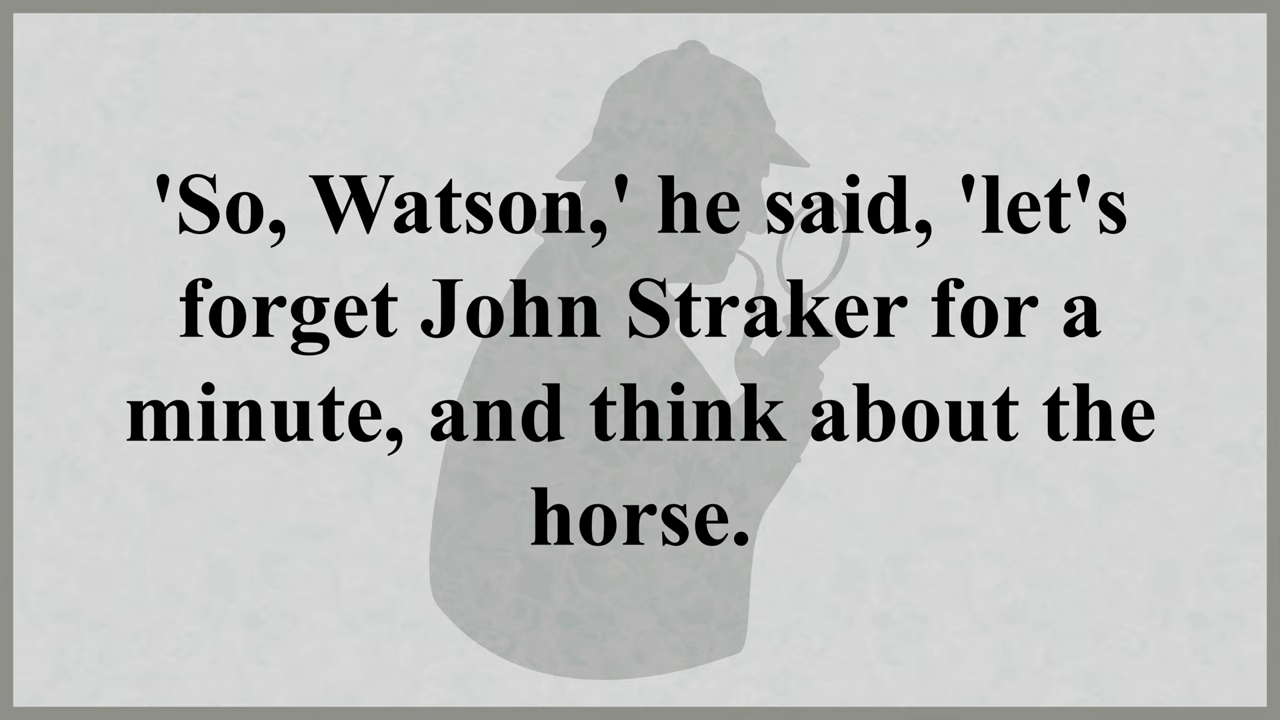 'So, Watson,' he said, 'let's
forget John Straker for a
minute, and think about the
horse.